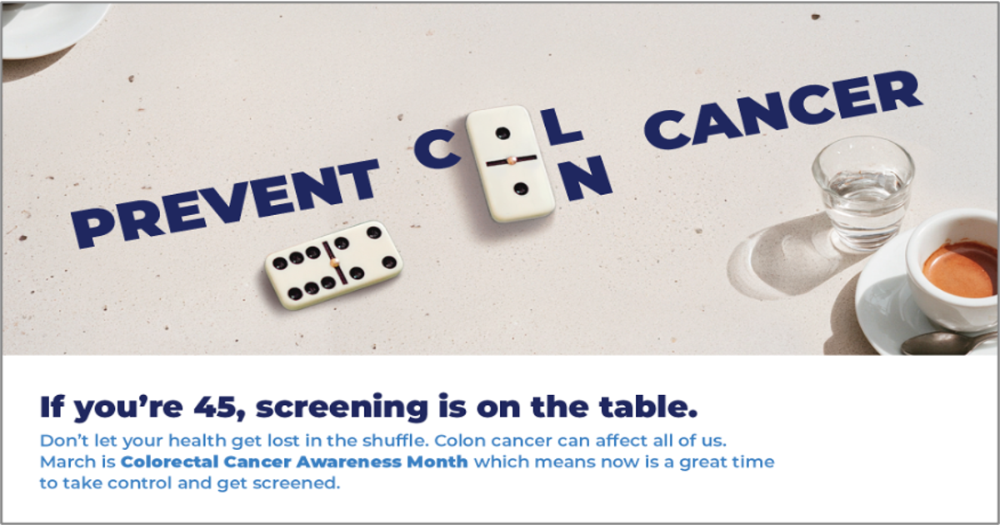 PREVENT C L CANCER
N
If you’re 45, screening is on the table.
Don’t let your health get lost in the shuffle. Colon cancer can affect all of us.
March is Colorectal Cancer Awareness Month which means now is a great time
to take control and get screened.